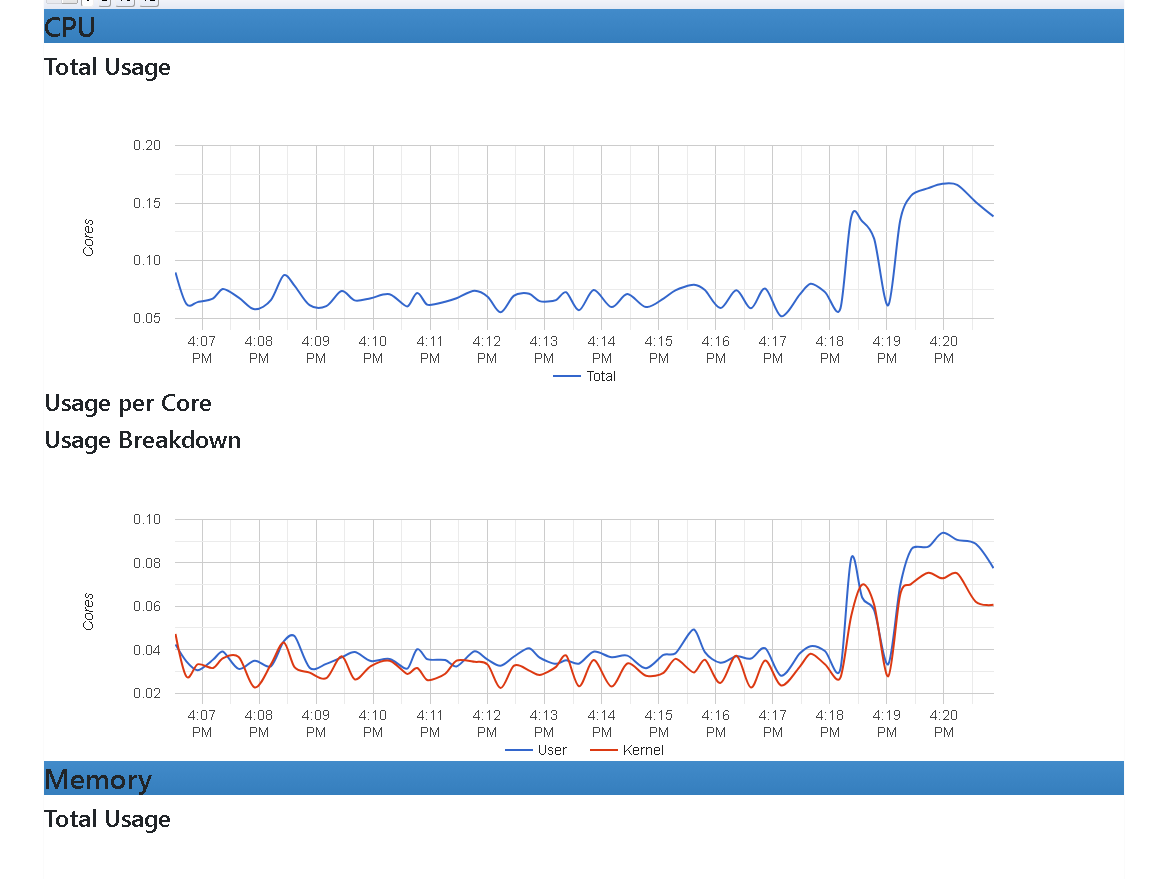 CPU
Total Usage
0.20
0.15
0.10
0.05
Cores
4:07 PM 4:08 PM 4:09 PM 4:10 PM 4:11 PM 4:12 PM 4:13 PM 4:14 PM 4:15 PM 4:16 PM 4:17 PM 4:18 PM 4:19 PM 4:20 PM
Total
Usage per Core
Usage Breakdown
0.10
0.08
0.06
0.04
0.02
Cores
4:07 PM 4:08 PM 4:09 PM 4:10 PM 4:11 PM 4:12 PM 4:13 PM 4:14 PM 4:15 PM 4:16 PM 4:17 PM 4:18 PM 4:19 PM 4:20 PM
User Kernel
Memory
Total Usage